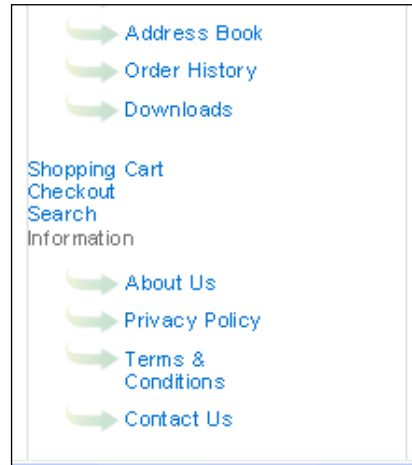 Address Book
Order History
Downloads
Shopping Cart
Checkout
Search
Information
About Us
Privacy Policy
Terms &
Conditions
Contact Us